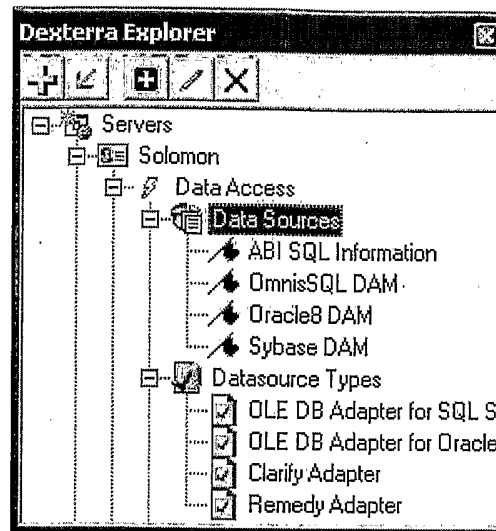 Dexterra Explorer
Servers
Solomon
Data Access
Data Sources
ABI SQL Information
OmnisSQL DAM
Oracle8 DAM
Sybase DAM
Datasource Types
OLE DB Adapter for SQL S
OLE DB Adapter for Oracle
Clarify Adapter
Remedy Adapter